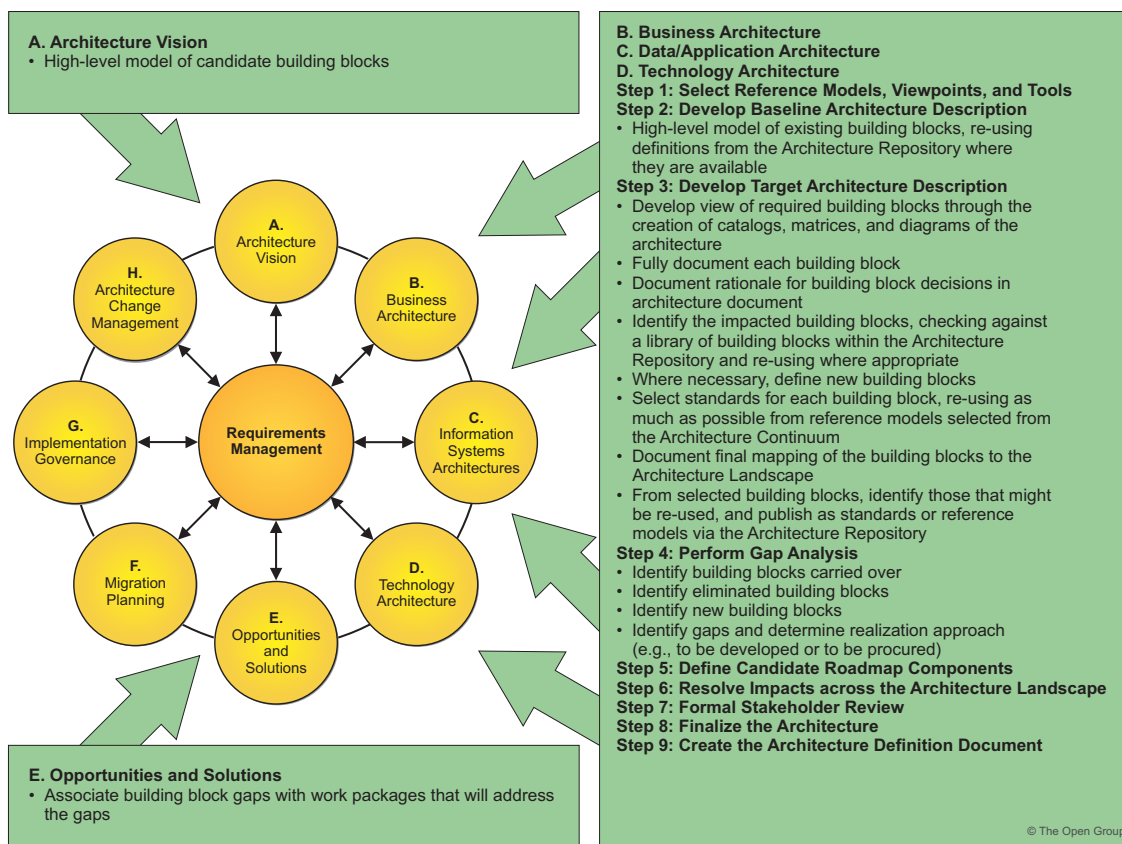 A. Architecture Vision
• High-level model of candidate building blocks
B. Business Architecture
C. Data/Application Architecture
D. Technology Architecture
Step 1: Select Reference Models, Viewpoints, and Tools
Step 2: Develop Baseline Architecture Description
• High-level model of existing building blocks, re-using
definitions from the Architecture Repository where
they are available
Step 3: Develop Target Architecture Description
• Develop view of required building blocks through the
creation of catalogs, matrices, and diagrams of the
architecture
• Fully document each building block
• Document rationale for building block decisions in
architecture document
• Identify the impacted building blocks, checking against
a library of building blocks within the Architecture
Repository and re-using where appropriate
• Where necessary, define new building blocks
• Select standards for each building block, re-using as
much as possible from reference models selected from
the Architecture Continuum
• Document final mapping of the building blocks to the
Architecture Landscape
• From selected building blocks, identify those that might
be re-used, and publish as standards or reference
models via the Architecture Repository
Step 4: Perform Gap Analysis
• Identify building blocks carried over
• Identify eliminated building blocks
• Identify new building blocks
• Identify gaps and determine realization approach
(e.g., to be developed or to be procured)
Step 5: Define Candidate Roadmap Components
Step 6: Resolve Impacts across the Architecture Landscape
Step 7: Formal Stakeholder Review
Step 8: Finalize the Architecture
Step 9: Create the Architecture Definition Document
A.
Architecture
Vision
B.
Business
Architecture
C.
Information
Systems
Architectures
D.
Technology
Architecture
E.
Opportunities
and
Solutions
F.
Migration
Planning
G.
Implementation
Governance
H.
Architecture
Change
Management
Requirements
Management
E. Opportunities and Solutions
• Associate building block gaps with work packages that will address
the gaps
© The Open Group